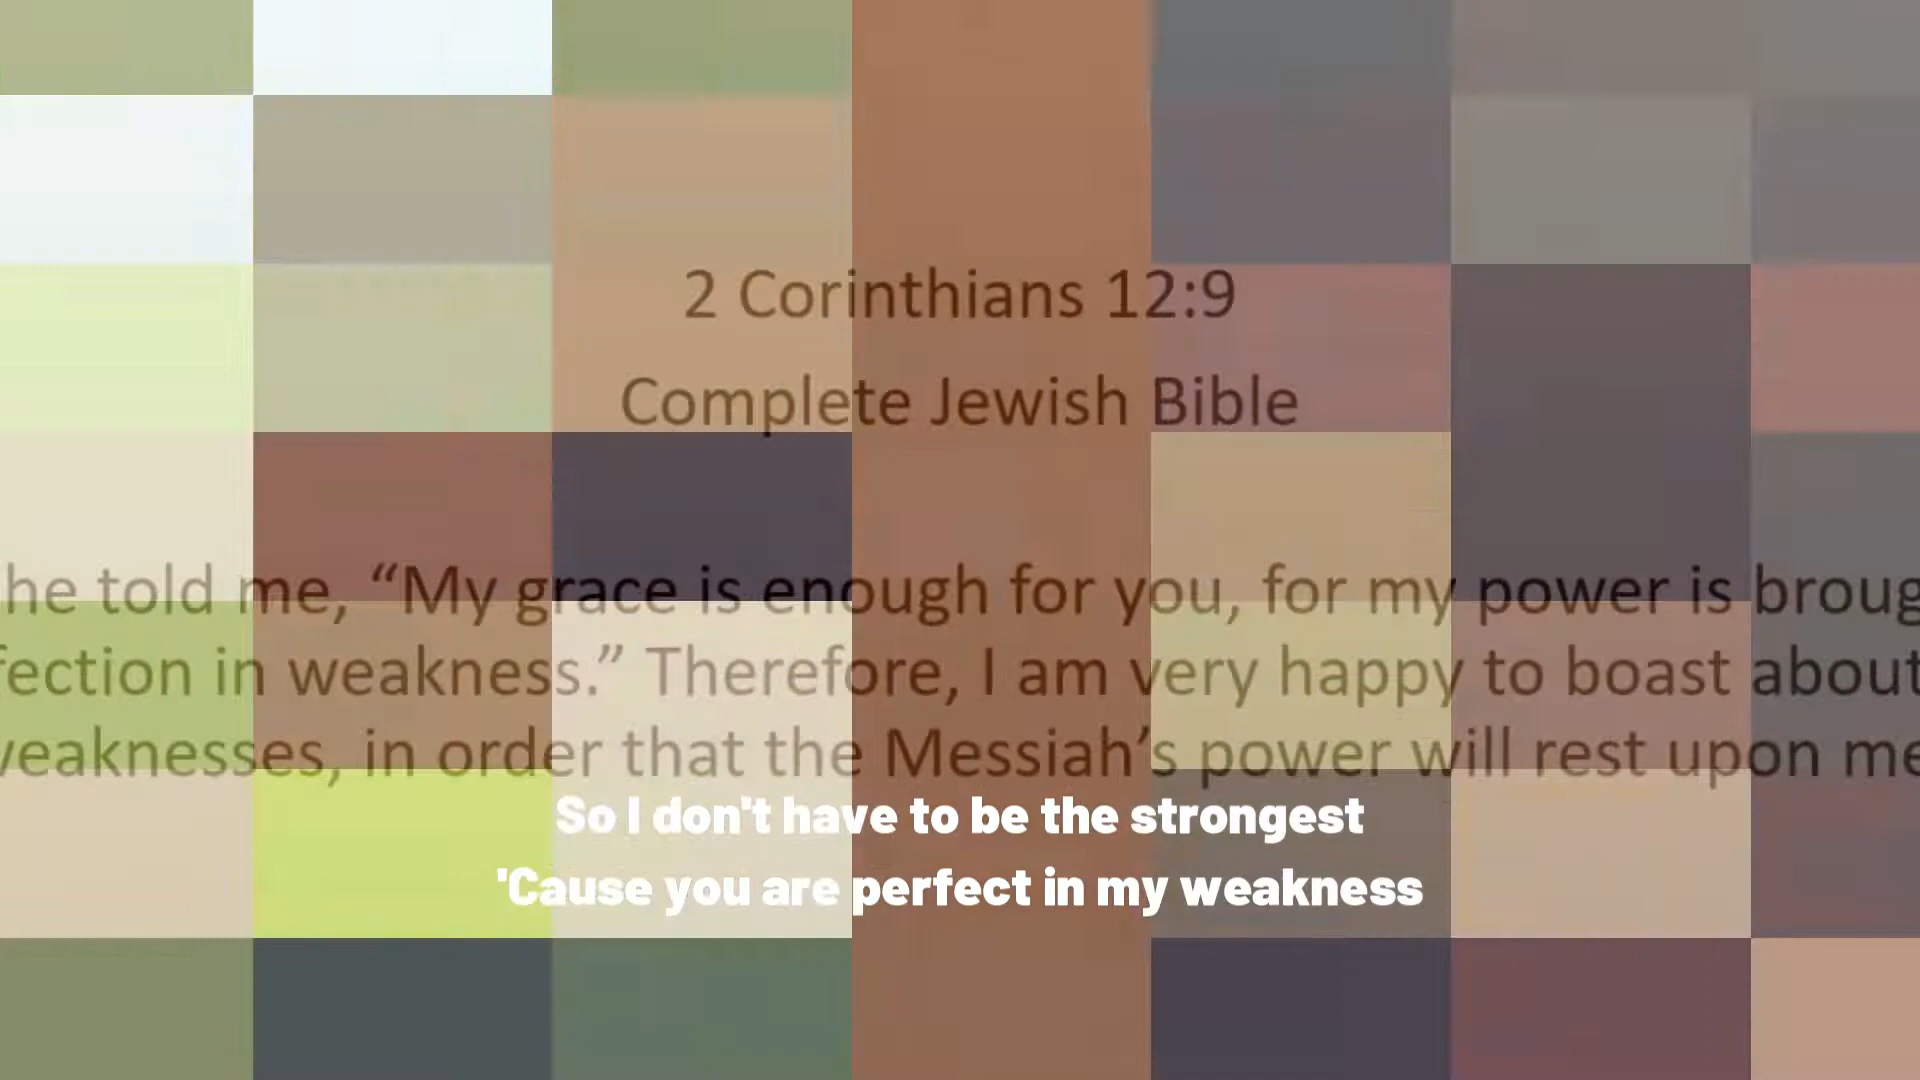 2 Corinthians 12:9
Complete Jewish Bible
he told me, “My grace is enough for you, for my power is broug
fection in weakness.” Therefore, I am very happy to boast about
weaknesses, in order that the Messiah’s power will rest upon me
So I don't have to be the strongest
'Cause you are perfect in my weakness